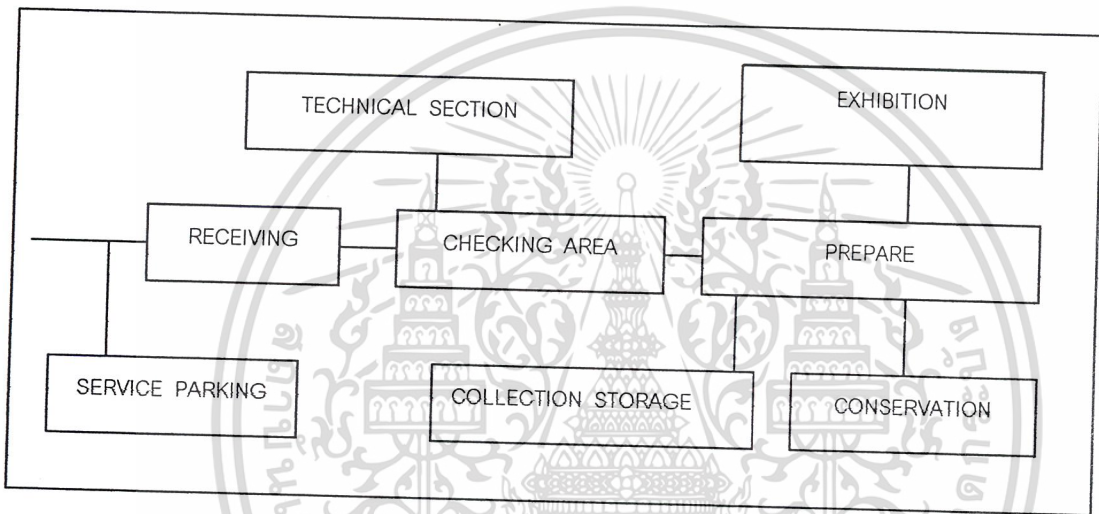 TECHNICAL SECTION
EXHIBITION
RECEIVING
CHECKING AREA
PREPARE
SERVICE PARKING
COLLECTION STORAGE
CONSERVATION